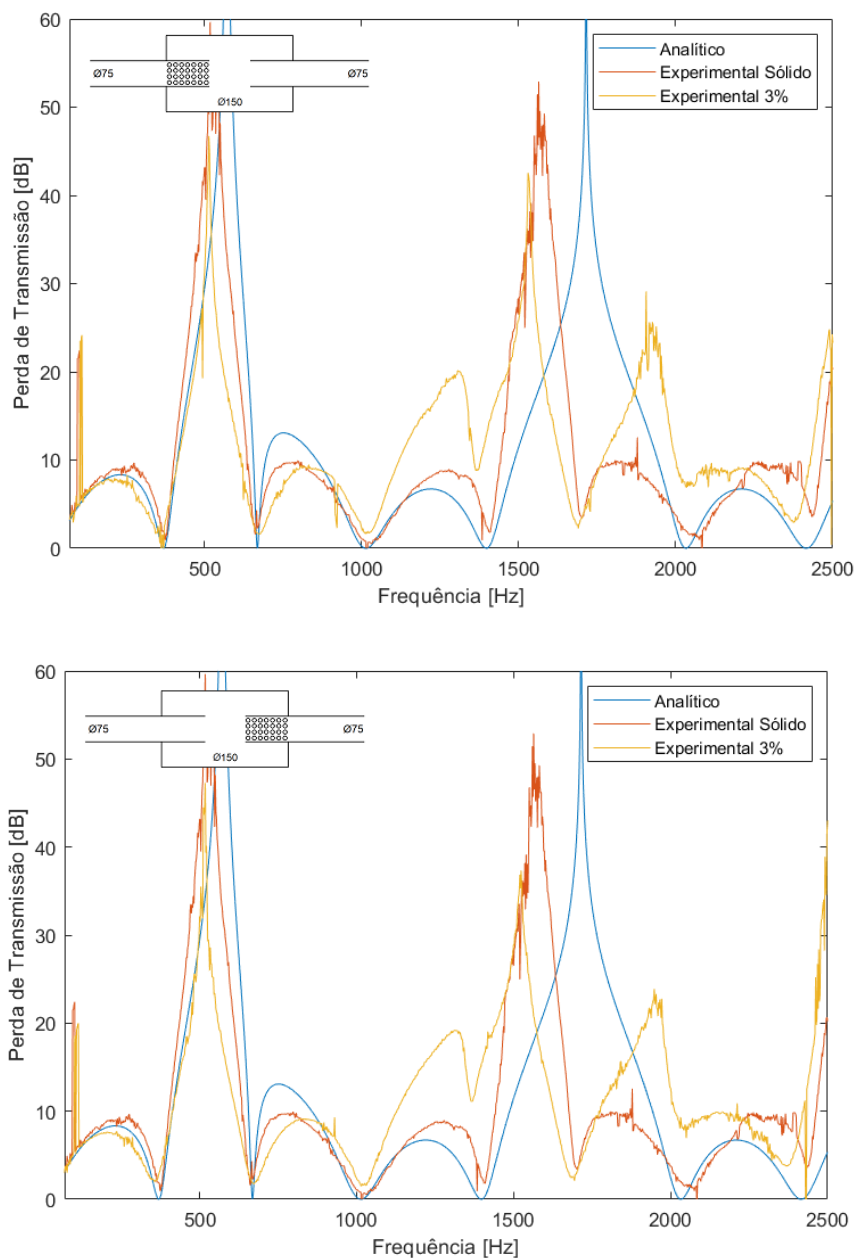 60
50
40
30
20
10
0
Perda de Transmissão [dB]
Ø75
Ø75
Ø150
Analítico
Experimental Sólido
Experimental 3%
500
1000
1500
2000
2500
Frequência [Hz]
60
50
40
30
20
10
0
Perda de Transmissão [dB]
Ø75
Ø75
Ø150
Analítico
Experimental Sólido
Experimental 3%
500
1000
1500
2000
2500
Frequência [Hz]